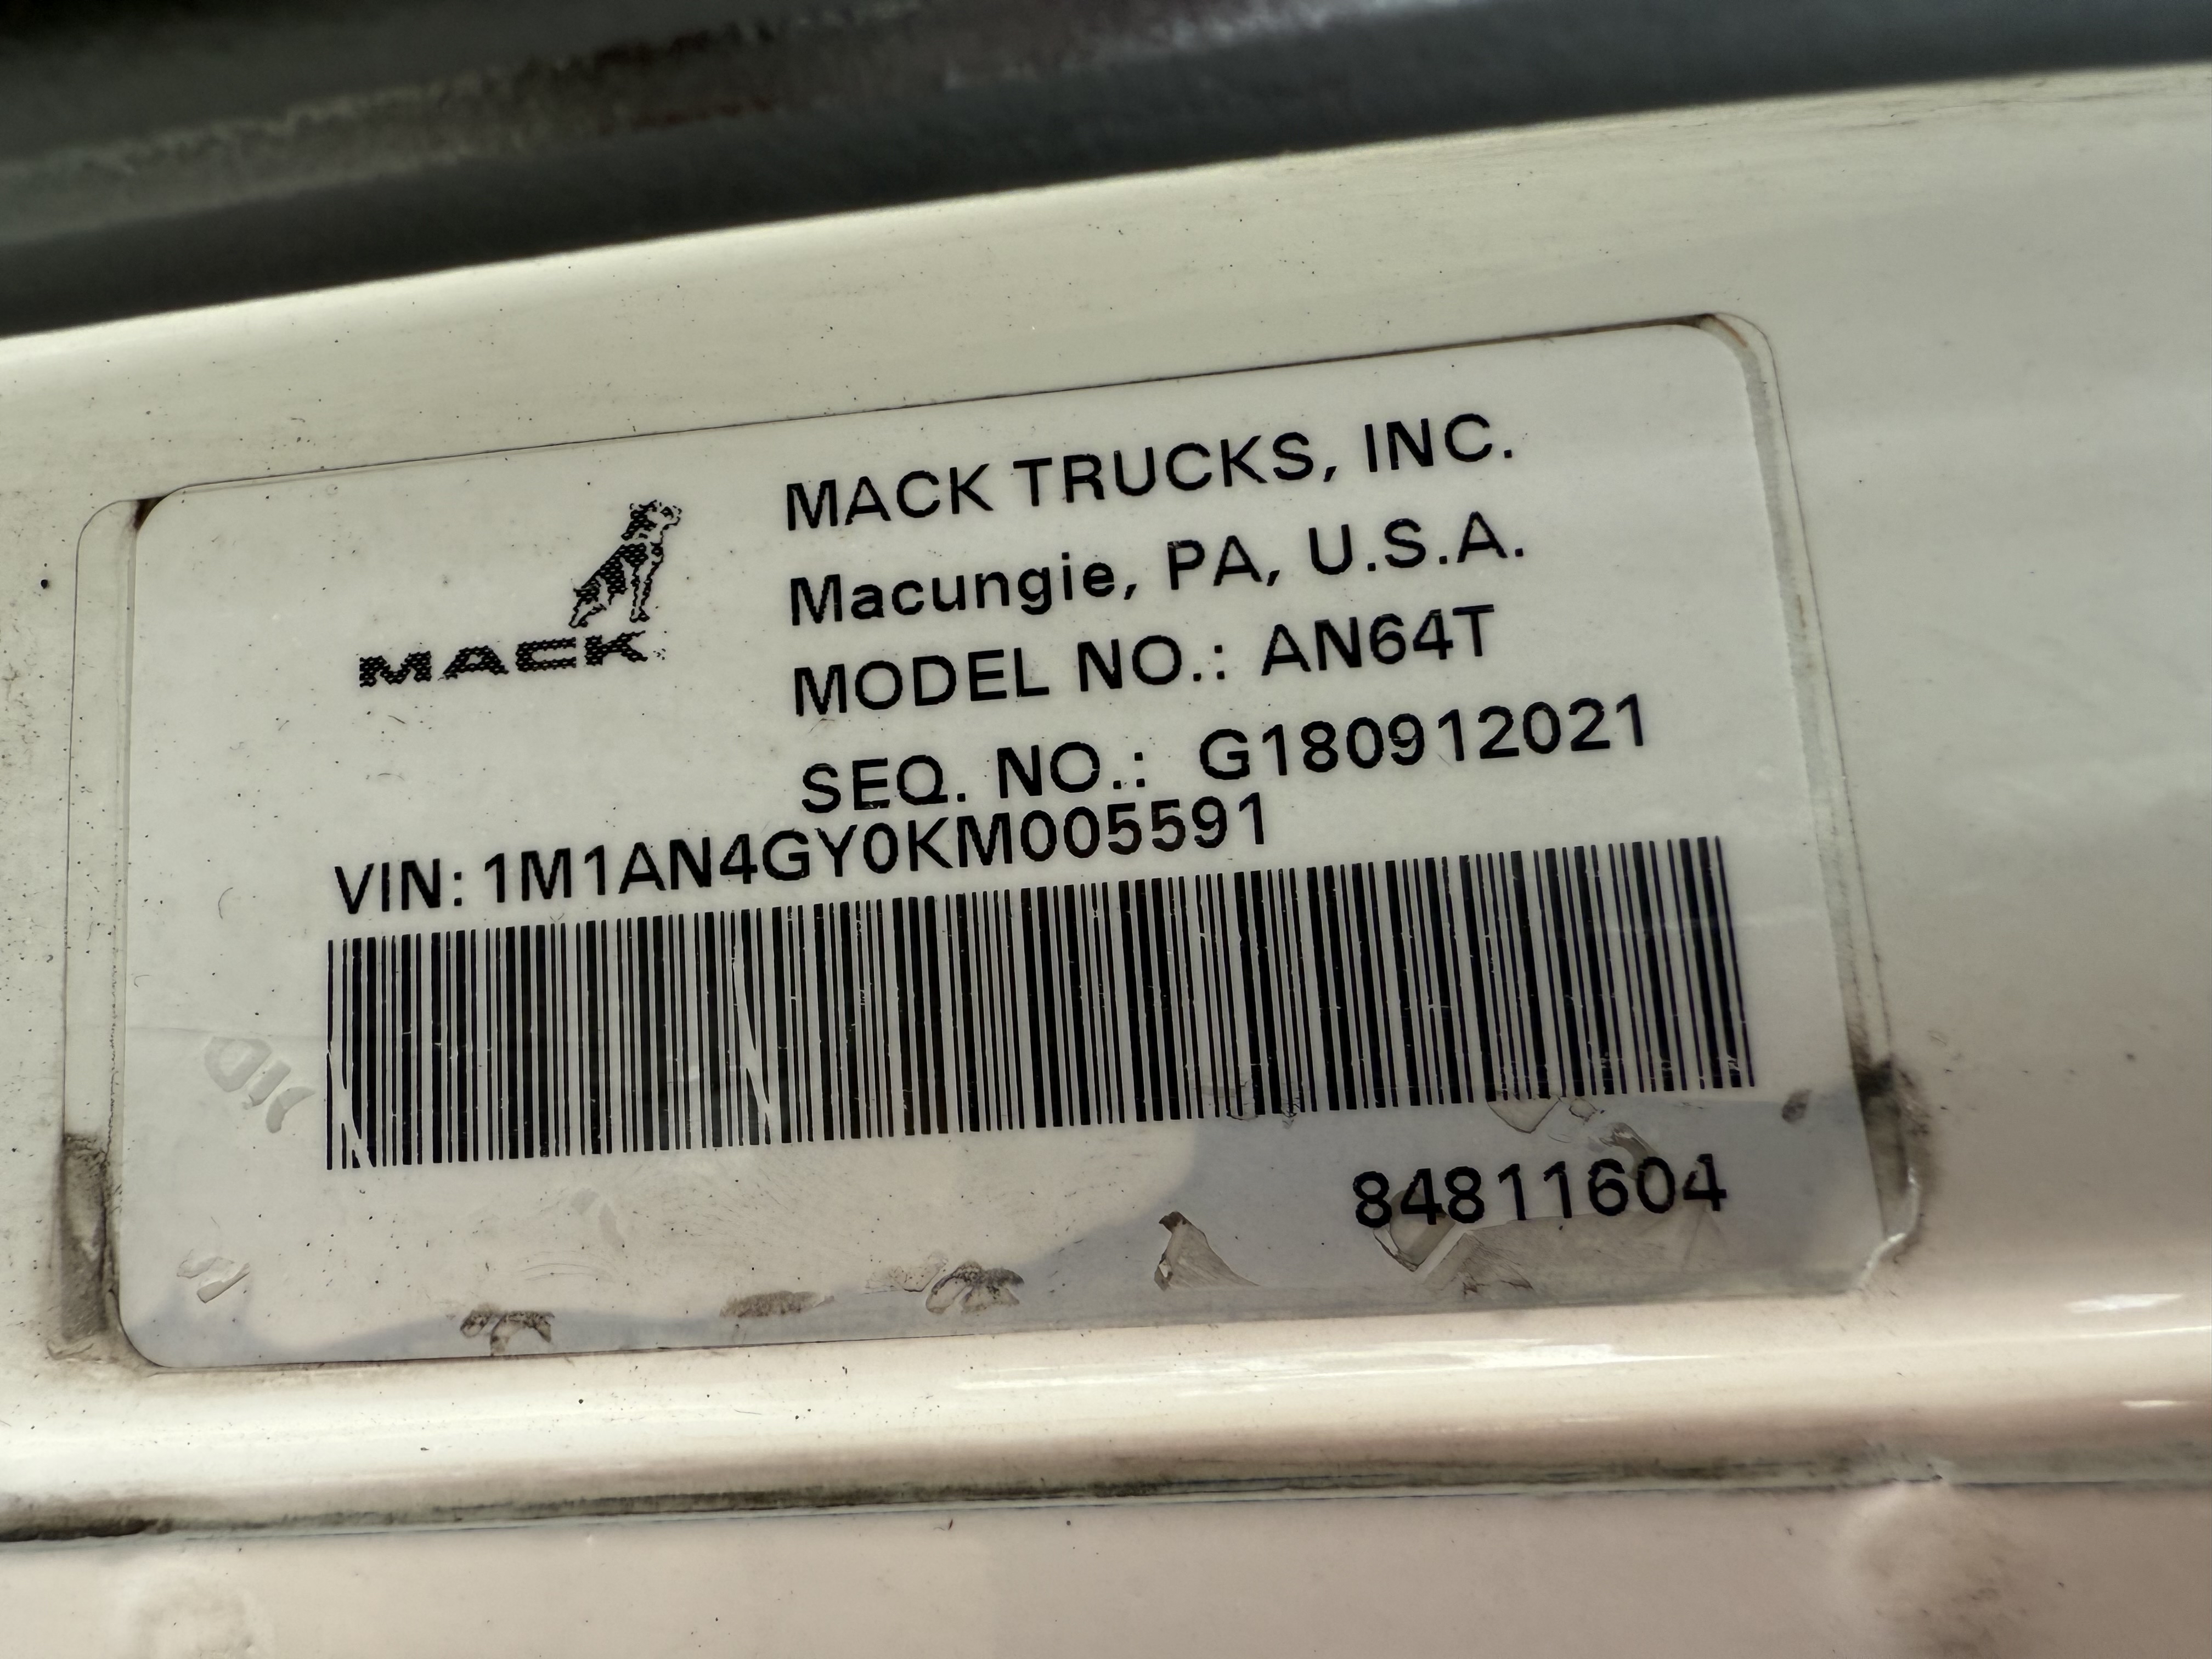 MACK
MACK TRUCKS, INC.
Macungie, PA, U.S.A.
MODEL NO.: AN64T
SEQ. NO.: G180912021
VIN: 1M1AN4GY0KM005591
84811604